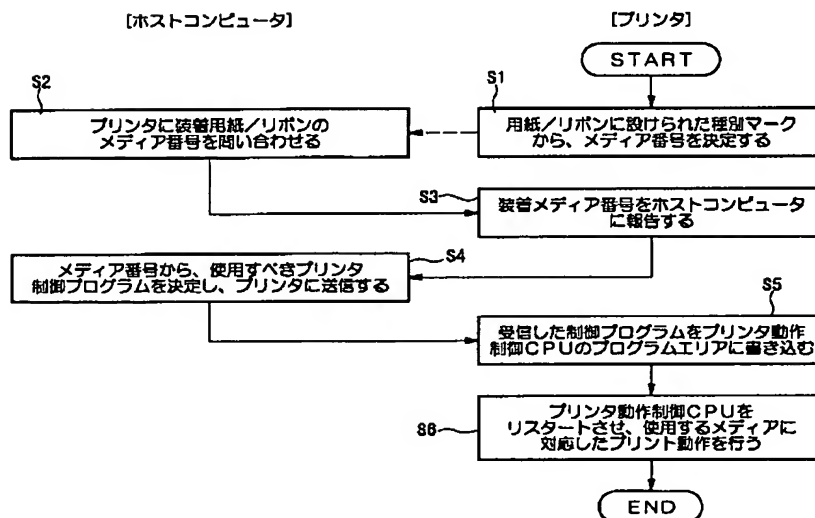 [ホストコンピュータ]
[プリンタ]
START
S1
用紙/リボンに設けられた種別マーク
から、メディア番号を決定する
S2
プリンタに装着用紙/リボンの
メディア番号を問い合わせる
S3
装着メディア番号をホストコンピュータ
に報告する
S4
メディア番号から、使用すべきプリンタ
制御プログラムを決定し、プリンタに送信する
S5
受信した制御プログラムをプリンタ動作
制御CPUのプログラムエリアに書き込む
S6
プリンタ動作制御CPUを
リスタートさせ、使用するメディアに
対応したプリント動作を行う
END